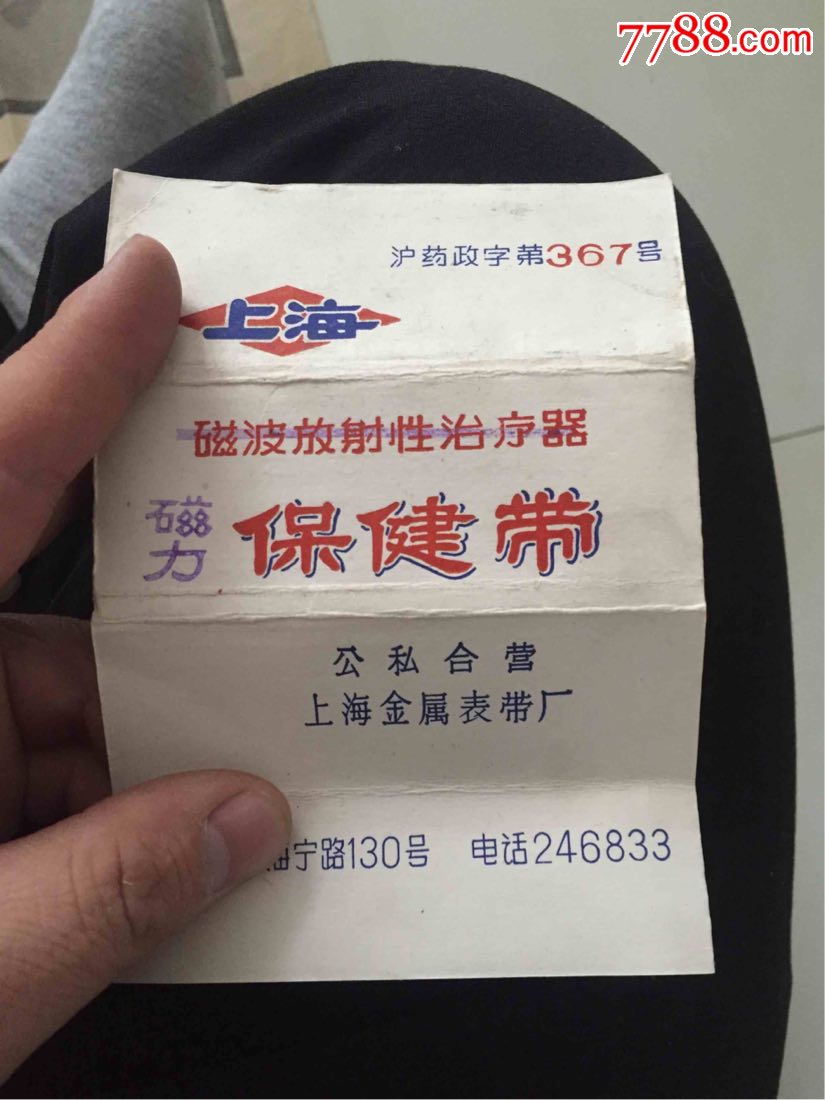 7788.com
沪药政字第367号
上海
磁波放射性治疗器
磁力
保健带
公私合营
上海金属表带厂
海宁路130号 电话246833